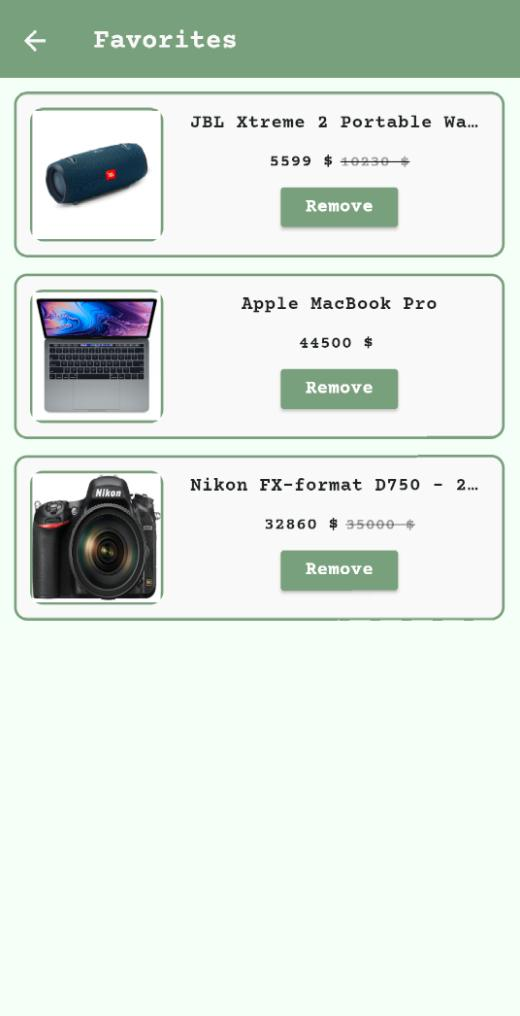 Favorites
JBL Xtreme 2 Portable Wa…
5599 $ 10230 $
Remove
Apple MacBook Pro
44500 $
Remove
Nikon
Nikon FX-format D750 - 2…
32860 $ 35000 $
Remove